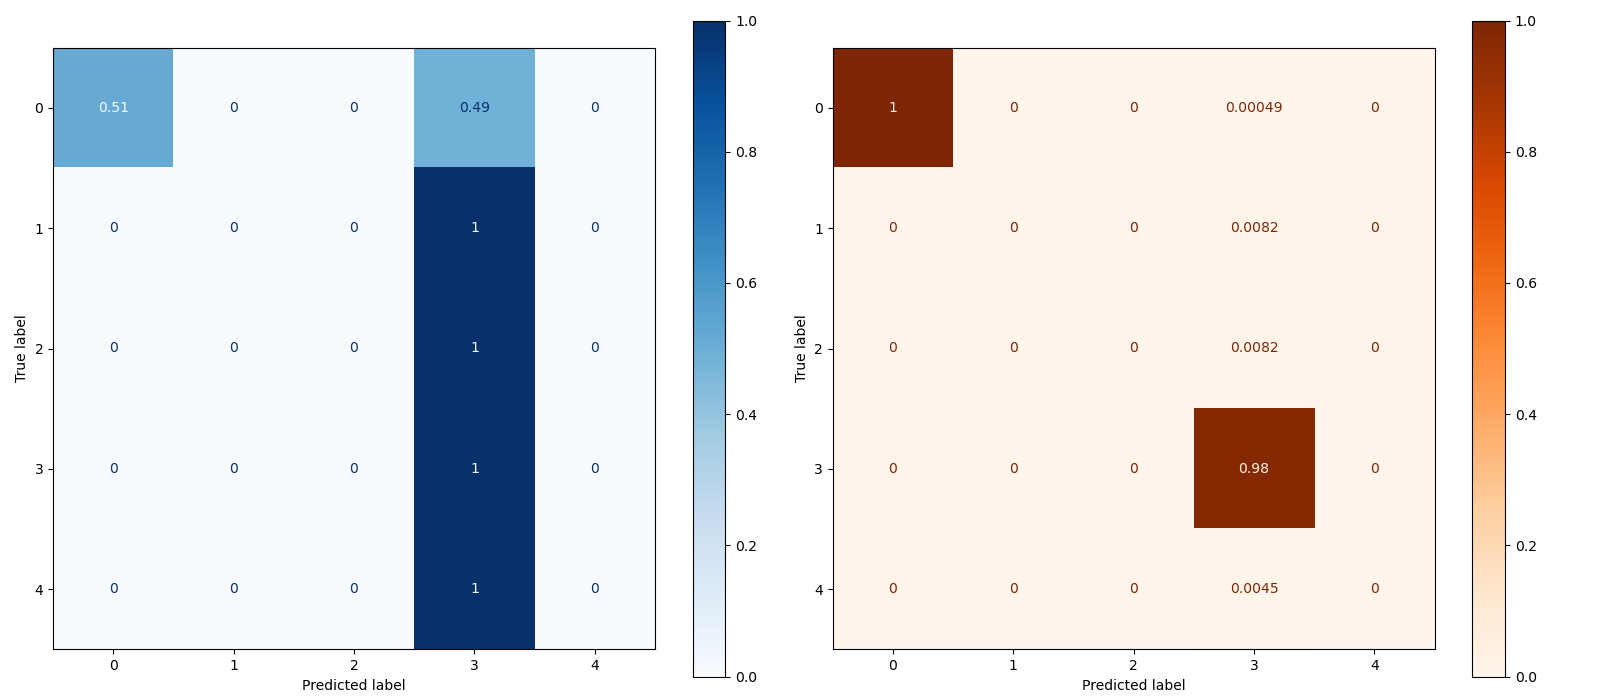 1.0
0.8
0.6
0.4
0.2
0.0
0 0.51 0 0 0.49 0
1 0 0 0 1 0
2 0 0 0 1 0
3 0 0 0 1 0
4 0 0 0 1 0
0 1 2 3 4
True label
Predicted label
1.0
0.8
0.6
0.4
0.2
0.0
0 1 0 0 0.00049 0
1 0 0 0 0.0082 0
2 0 0 0 0.0082 0
3 0 0 0 0.98 0
4 0 0 0 0.0045 0
0 1 2 3 4
True label
Predicted label